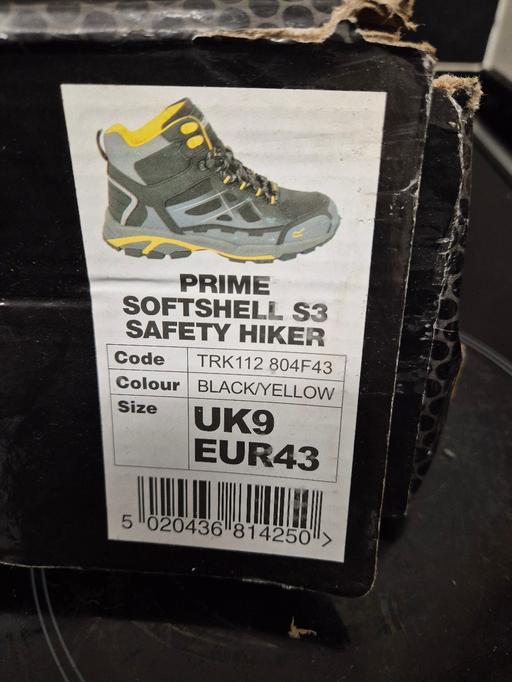 PRIME
SOFTSHELL S3
SAFETY HIKER
Code TRK112 804F43
Colour BLACK/YELLOW
Size UK9
EUR43
5 020436 814250 >